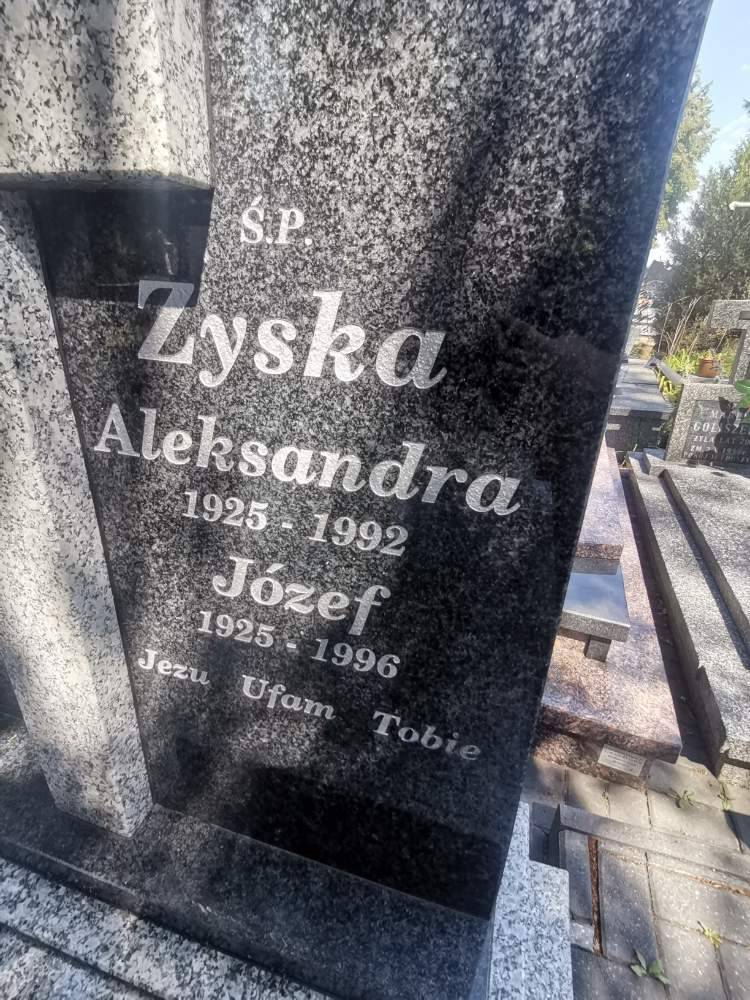 Ś.P.
Zyska
Aleksandra
1925 - 1992
Józef
1925 - 1996
Jezu Ufam Tobie